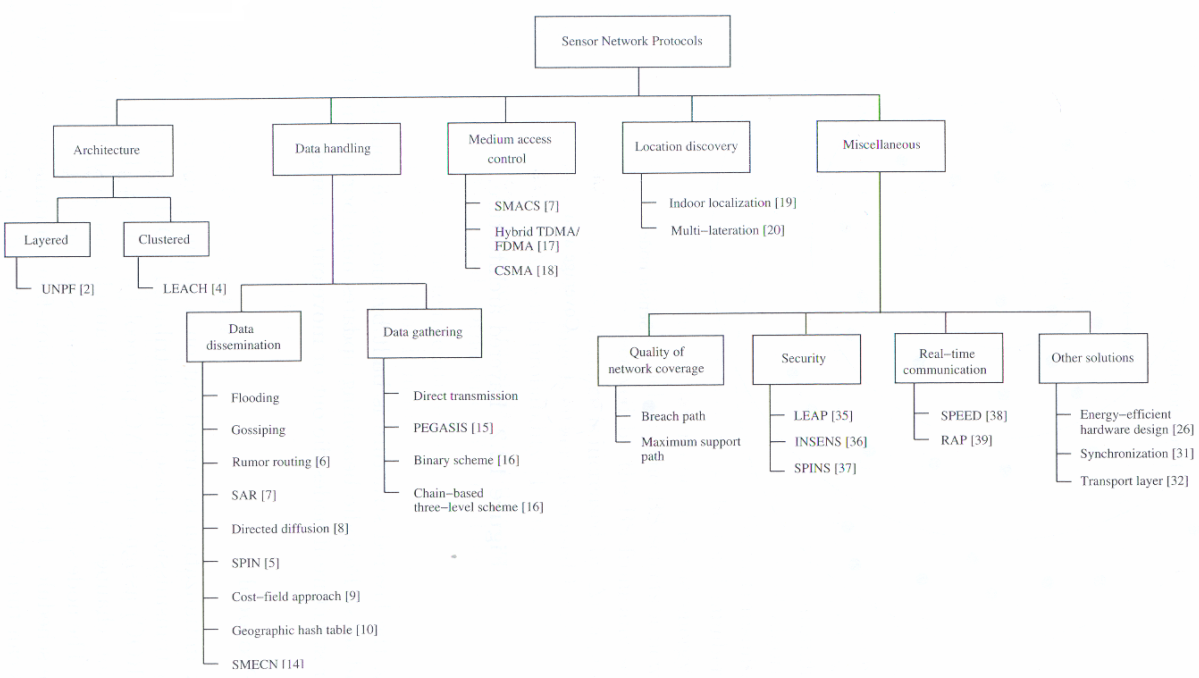 Sensor Network Protocols
Architecture
Data handling
Medium access
control
Location discovery
Miscellaneous
Layered
UNPF [2]
Clustered
LEACH [4]
Data
dissemination
Flooding
Gossiping
Rumor routing [6]
SAR [7]
Directed diffusion [8]
SPIN [5]
Cost–field approach [9]
Geographic hash table [10]
SMECN [14]
Data gathering
Direct transmission
PEGASIS [15]
Binary scheme [16]
Chain–based
three–level scheme [16]
SMACS [7]
Hybrid TDMA/
FDMA [17]
CSMA [18]
Indoor localization [19]
Multi–lateration [20]
Quality of
network coverage
Breach path
Maximum support
path
Security
LEAP [35]
INSENS [36]
SPINS [37]
Real–time
communication
SPEED [38]
RAP [39]
Other solutions
Energy–efficient
hardware design [26]
Synchronization [31]
Transport layer [32]